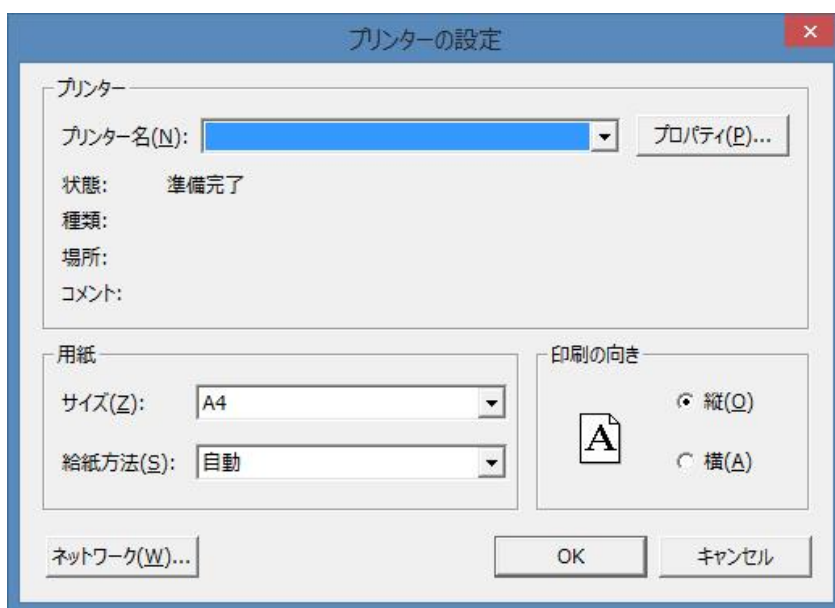 プリンターの設定
プリンター
プリンター名(N):
プロパティ(P)...
状態: 準備完了
種類:
場所:
コメント:
用紙
サイズ(Z): A4
給紙方法(S): 自動
印刷の向き
A
縦(O)
横(A)
ネットワーク(W)...
OK
キャンセル